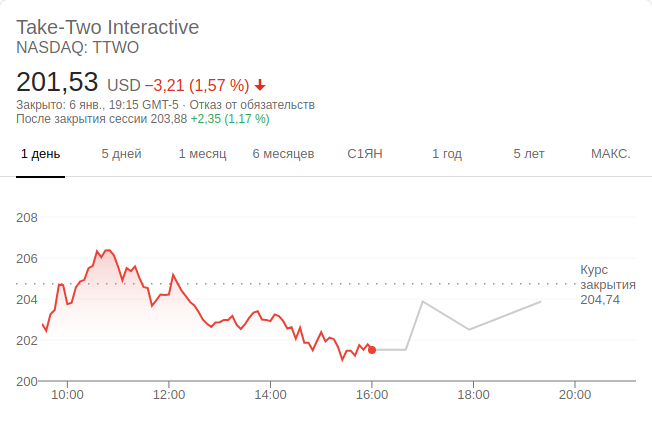 Take-Two Interactive
NASDAQ: TTWO
201,53 USD −3,21 (1,57 %)
Закрыто: 6 янв., 19:15 GMT-5 · Отказ от обязательств
После закрытия сессии 203,88 +2,35 (1,17 %)
1 день 5 дней 1 месяц 6 месяцев С1ЯН 1 год 5 лет МАКС.
208
206
Курс
закрытия
204,74
204
202
200
10:00 12:00 14:00 16:00 18:00 20:00